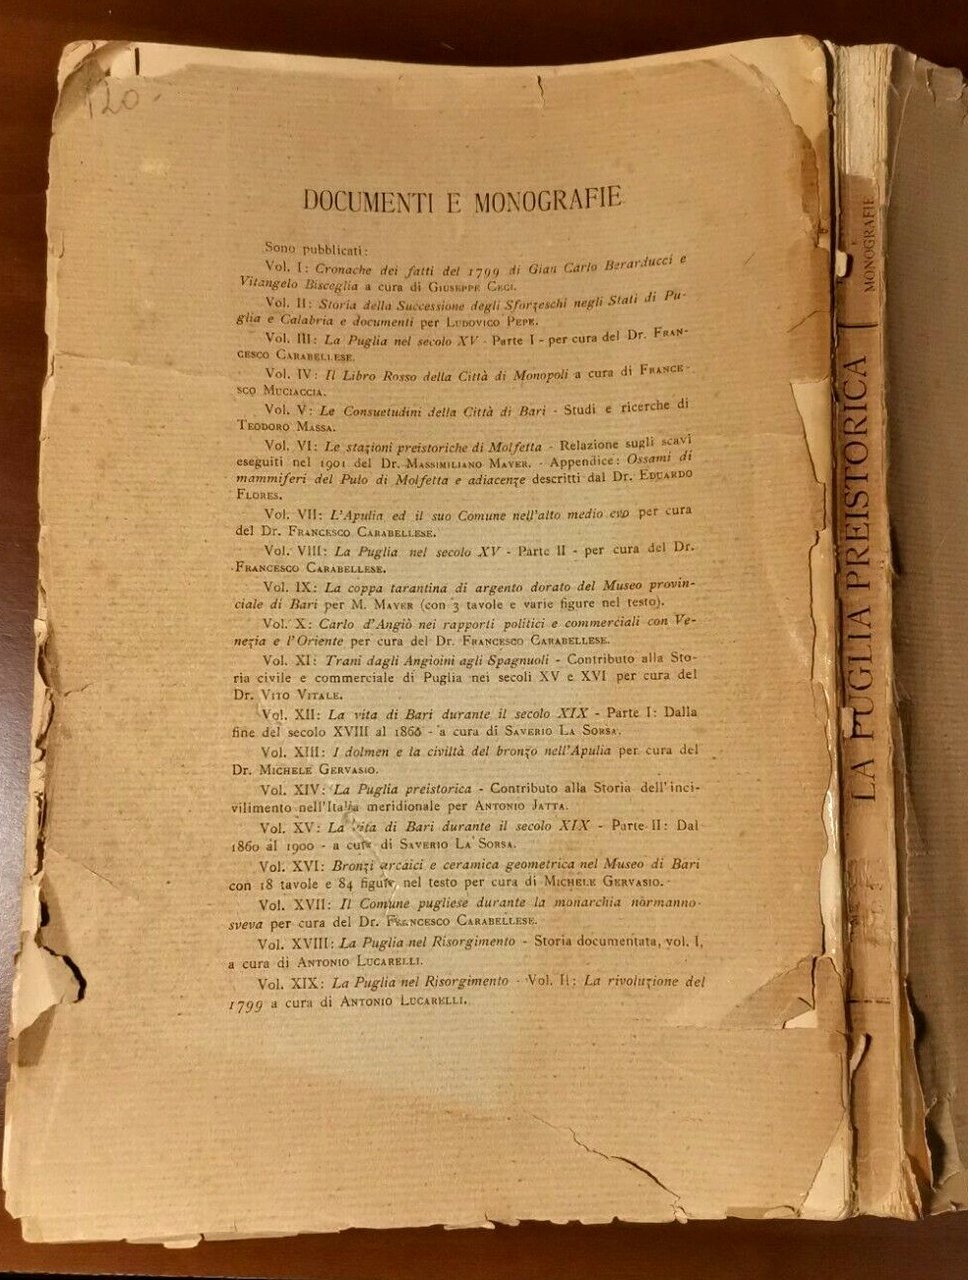 120.
DOCUMENTI E MONOGRAFIE
Sono pubblicati:
Vol. I: Cronache dei fatti del 1799 di Gian Carlo Berarducci e
Vitangelo Bisceglia a cura di Giuseppe Ceci.
Vol. II: Storia della Successione degli Sforzeschi negli Stati di Pu-
glia e Calabria e documenti per Ludovico Pepe.
Vol. III: La Puglia nel secolo XV - Parte I - per cura del Dr. Fran-
cesco Carabellese.
Vol. IV: Il Libro Rosso della Città di Monopoli a cura di France-
sco Muciaccia.
Vol. V: Le Consuetudini della Città di Bari - Studi e ricerche di
Teodoro Massa.
Vol. VI: Le stazioni preistoriche di Molfetta - Relazione sugli scavi
eseguiti nel 1901 del Dr. Massimiliano Mayer. - Appendice: Ossami di
mammiferi del Pulo di Molfetta e adiacenze descritti dal Dr. Eduardo
Flores.
Vol. VII: L'Apulia ed il suo Comune nell'alto medio evo per cura
del Dr. Francesco Carabellese.
Vol. VIII: La Puglia nel secolo XV - Parte II - per cura del Dr.
Francesco Carabellese.
Vol. IX: La coppa tarantina di argento dorato del Museo provin-
ciale di Bari per M. Mayer (con 3 tavole e varie figure nel testo).
Vol. X: Carlo d'Angiò nei rapporti politici e commerciali con Ve-
nezia e l'Oriente per cura del Dr. Francesco Carabellese.
Vol. XI: Trani dagli Angioini agli Spagnuoli - Contributo alla Sto-
ria civile e commerciale di Puglia nei secoli XV e XVI per cura del
Dr. Vito Vitale.
Vol. XII: La vita di Bari durante il secolo XIX - Parte I: Dalla
fine del secolo XVIII al 1860 - a cura di Saverio La Sorsa.
Vol. XIII: I dolmen e la civiltà del bronzo nell'Apulia per cura del
Dr. Michele Gervasio.
Vol. XIV: La Puglia preistorica - Contributo alla Storia dell'inci-
vilimento nell'Italia meridionale per Antonio Jatta.
Vol. XV: La vita di Bari durante il secolo XIX - Parte II: Dal
1860 al 1900 - a cura di Saverio La Sorsa.
Vol. XVI: Bronzi arcaici e ceramica geometrica nel Museo di Bari
con 18 tavole e 84 figure nel testo per cura di Michele Gervasio.
Vol. XVII: Il Comune pugliese durante la monarchia normanno-
sveva per cura del Dr. Francesco Carabellese.
Vol. XVIII: La Puglia nel Risorgimento - Storia documentata, vol. I,
a cura di Antonio Lucarelli.
Vol. XIX: La Puglia nel Risorgimento - Vol. II: La rivoluzione del
1799 a cura di Antonio Lucarelli.
MONOGRAFIE
LA PUGLIA PREISTORICA